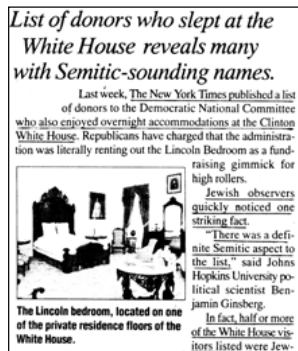 List of donors who slept at the
White House reveals many
with Semitic-sounding names.
Last week, The New York Times published a list
of donors to the Democratic National Committee
who also enjoyed overnight accommodations at the Clinton
White House. Republicans have charged that the administra-
tion was literally renting out the Lincoln Bedroom as a fund-
raising gimmick for
high rollers.
Jewish observers
quickly noticed one
striking fact.
"There was a defi-
nite Semitic aspect to
the list," said Johns
Hopkins University po-
litical scientist Ben-
jamin Ginsberg.
In fact, half or more
of the White House vis-
itors listed were Jew-
The Lincoln bedroom, located on one
of the private residence floors of the
White House.